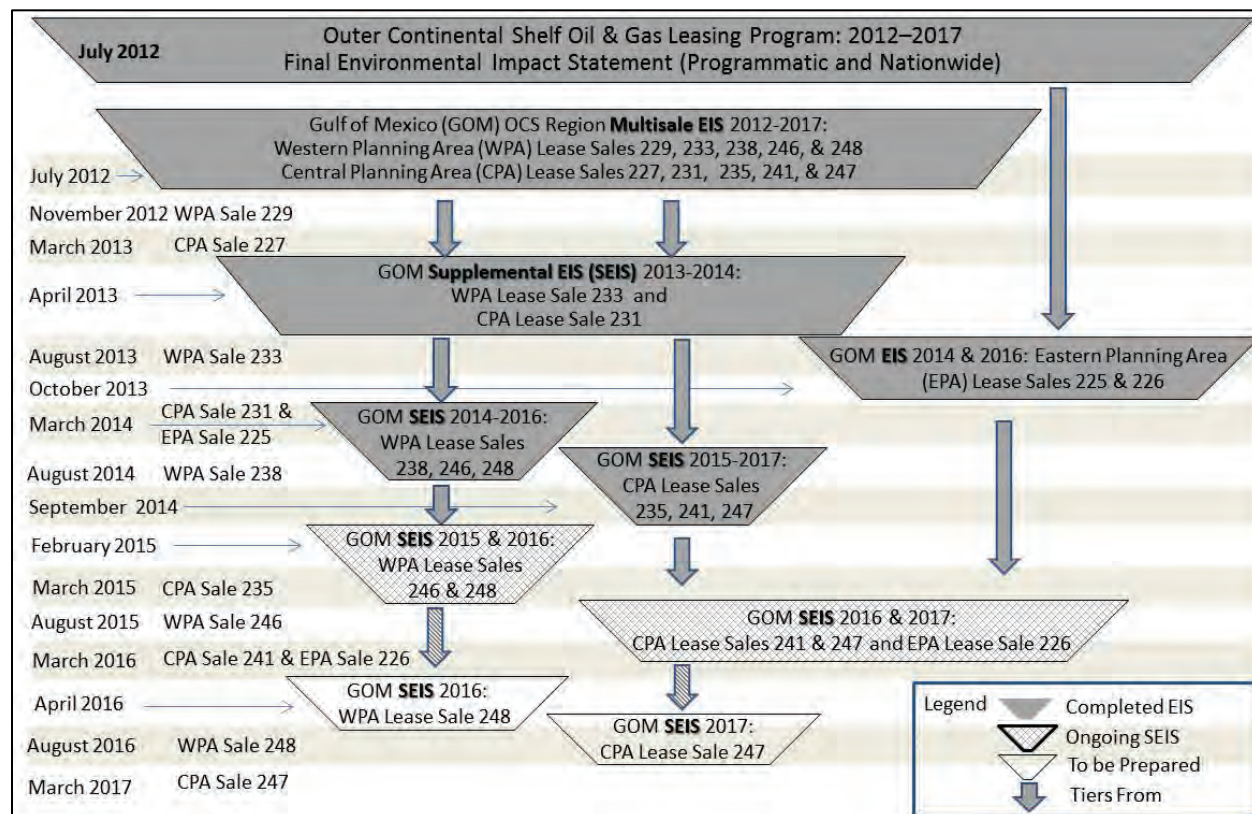 July 2012
Outer Continental Shelf Oil & Gas Leasing Program: 2012–2017
Final Environmental Impact Statement (Programmatic and Nationwide)
Gulf of Mexico (GOM) OCS Region Multisale EIS 2012-2017:
Western Planning Area (WPA) Lease Sales 229, 233, 238, 246, & 248
Central Planning Area (CPA) Lease Sales 227, 231, 235, 241, & 247
July 2012
November 2012 WPA Sale 229
March 2013 CPA Sale 227
GOM Supplemental EIS (SEIS) 2013-2014:
WPA Lease Sale 233 and
CPA Lease Sale 231
April 2013
August 2013 WPA Sale 233
GOM EIS 2014 & 2016: Eastern Planning Area
(EPA) Lease Sales 225 & 226
October 2013
March 2014
CPA Sale 231 &
EPA Sale 225
GOM SEIS 2014-2016:
WPA Lease Sales
238, 246, 248
GOM SEIS 2015-2017:
CPA Lease Sales
235, 241, 247
August 2014 WPA Sale 238
September 2014
February 2015
GOM SEIS 2015 & 2016:
WPA Lease Sales
246 & 248
March 2015 CPA Sale 235
August 2015 WPA Sale 246
GOM SEIS 2016 & 2017:
CPA Lease Sales 241 & 247 and EPA Lease Sale 226
March 2016 CPA Sale 241 & EPA Sale 226
April 2016
GOM SEIS 2016:
WPA Lease Sale 248
GOM SEIS 2017:
CPA Lease Sale 247
August 2016 WPA Sale 248
March 2017 CPA Sale 247
Legend
Completed EIS
Ongoing SEIS
To be Prepared
Tiers From